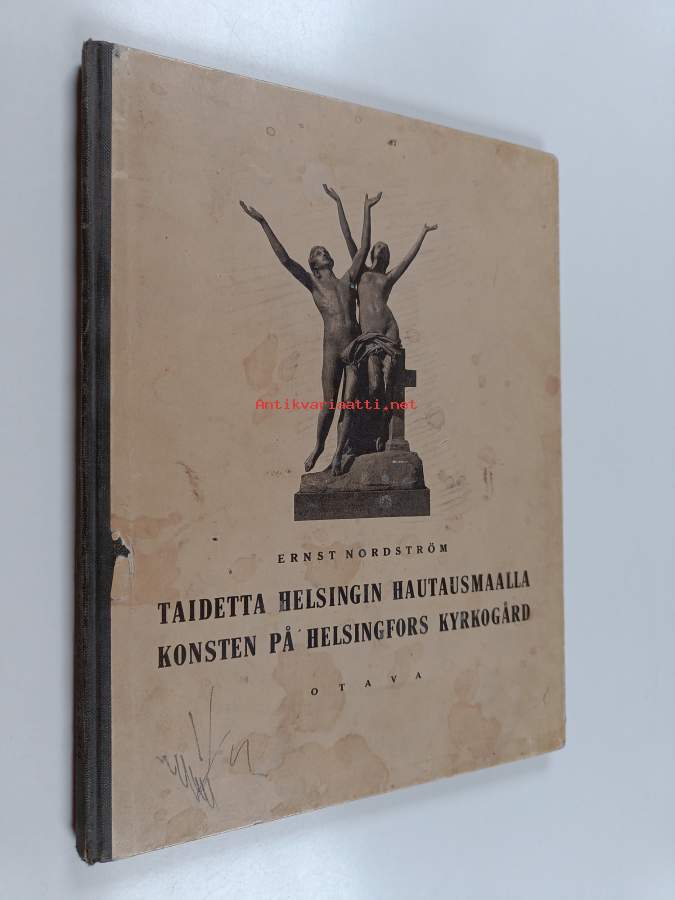 Antikvariaatti.net
ERNST NORDSTRÖM
TAIDETTA HELSINGIN HAUTAUSMAALLA
KONSTEN PÅ HELSINGFORS KYRKOGÅRD
OTAVA